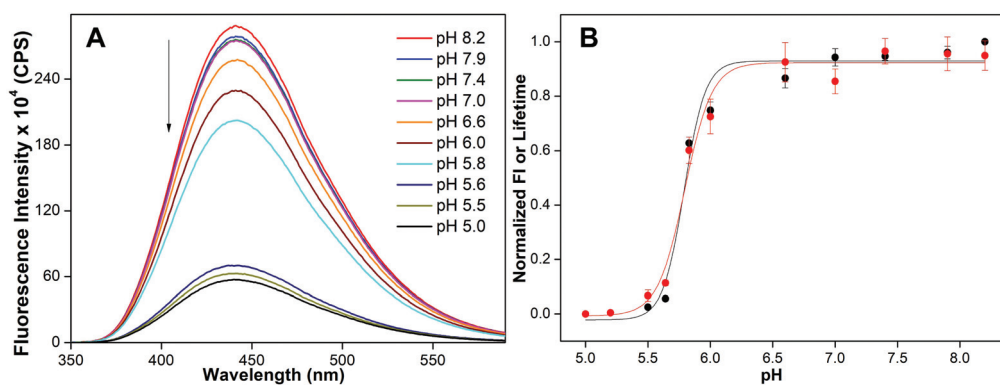 A
pH 8.2
pH 7.9
pH 7.4
pH 7.0
pH 6.6
pH 6.0
pH 5.8
pH 5.6
pH 5.5
pH 5.0
Fluorescence Intensity x 10⁴ (CPS)
240
180
120
60
0
350 400 450 500 550
Wavelength (nm)
B
Normalized FI or Lifetime
1.0
0.8
0.6
0.4
0.2
0.0
5.0 5.5 6.0 6.5 7.0 7.5 8.0
pH